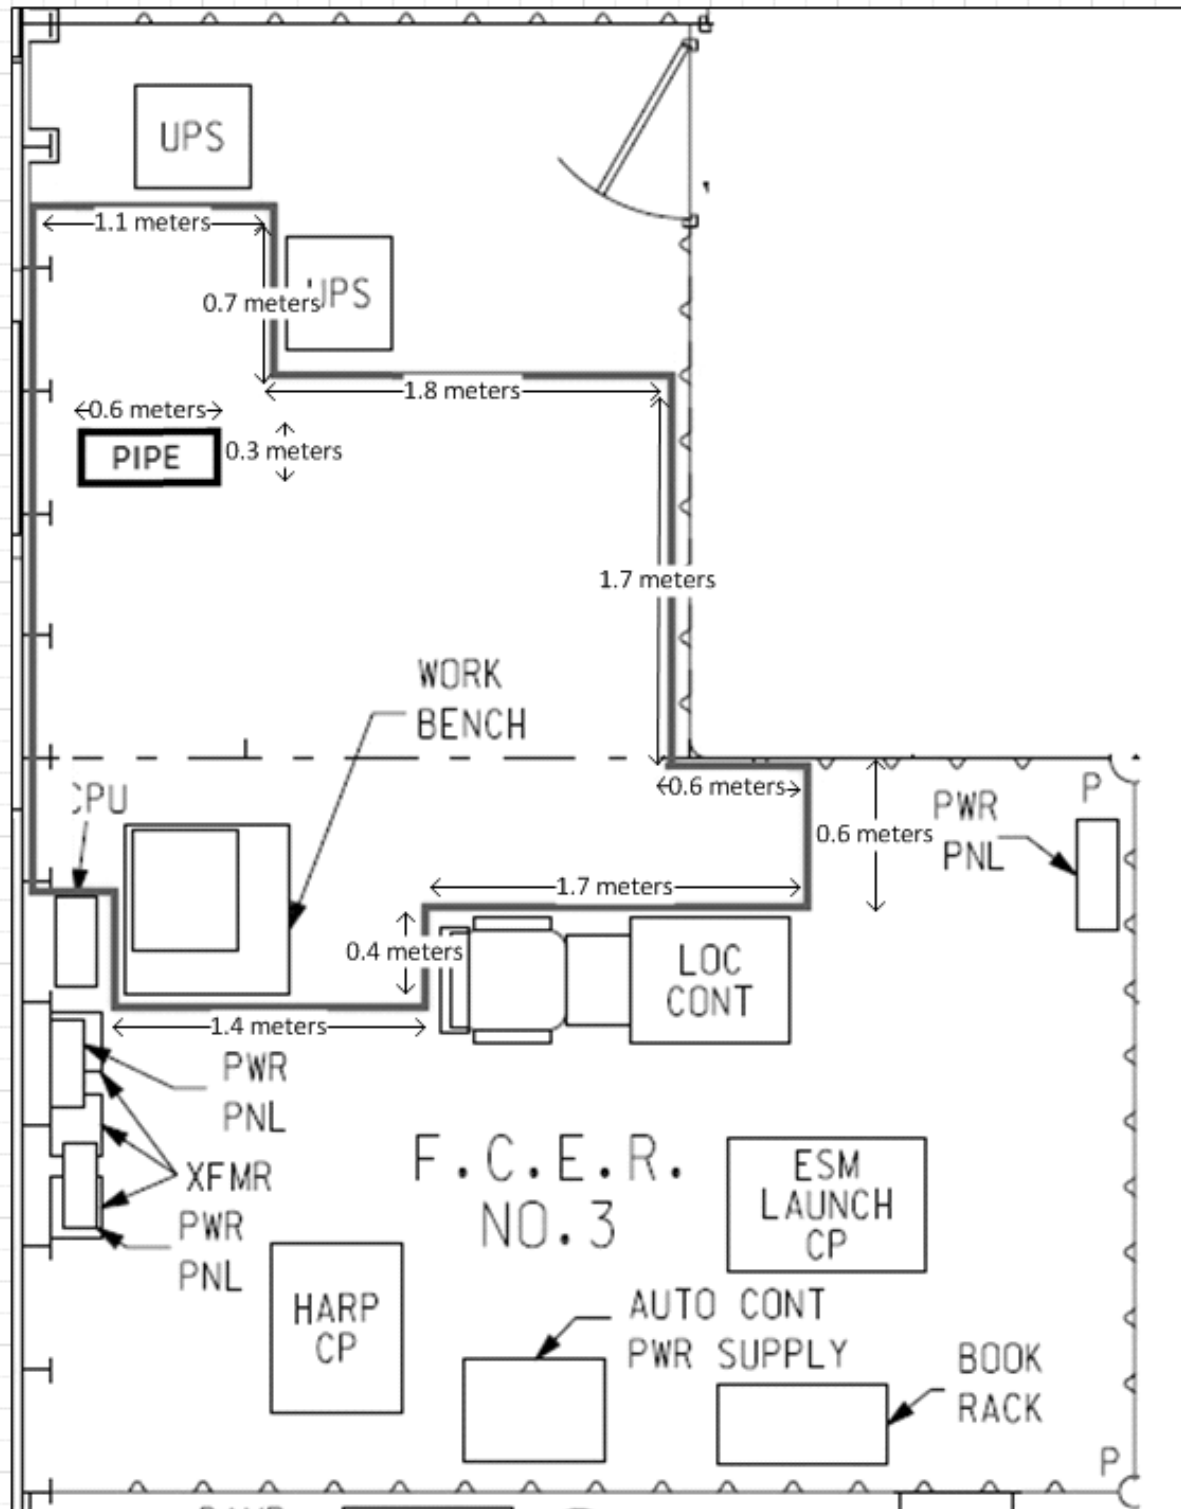 UPS
1.1 meters
0.7 meters
UPS
1.8 meters
0.6 meters
PIPE
0.3 meters
1.7 meters
WORK
BENCH
0.6 meters
CPU
P
PWR
PNL
0.6 meters
1.7 meters
0.4 meters
LOC
CONT
1.4 meters
PWR
PNL
XFMR
PWR
PNL
F.C.E.R.
NO.3
ESM
LAUNCH
CP
HARP
CP
AUTO CONT
PWR SUPPLY
BOOK
RACK
P